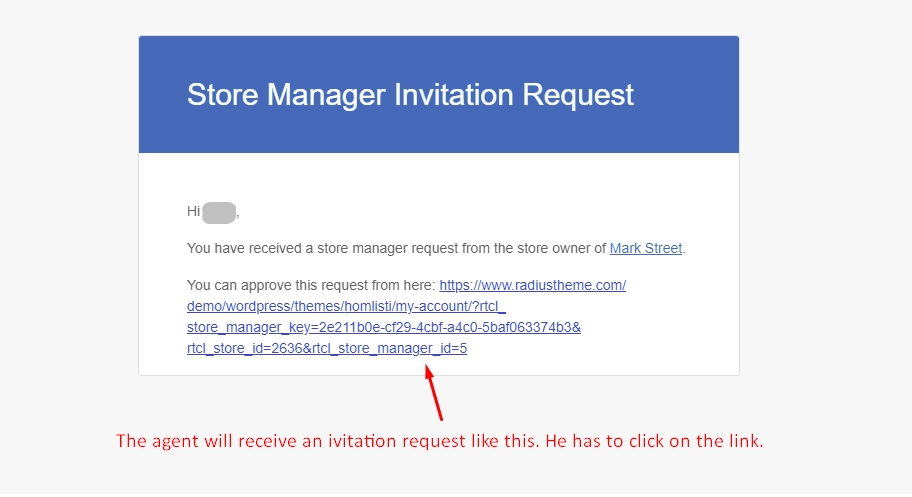 Store Manager Invitation Request
Hi ,
You have received a store manager request from the store owner of Mark Street.
You can approve this request from here: https://www.radiustheme.com/
demo/wordpress/themes/homlisti/my-account/?rtcl_
store_manager_key=2e211b0e-cf29-4cbf-a4c0-5baf063374b3&
rtcl_store_id=2636&rtcl_store_manager_id=5
The agent will receive an ivitation request like this. He has to click on the link.